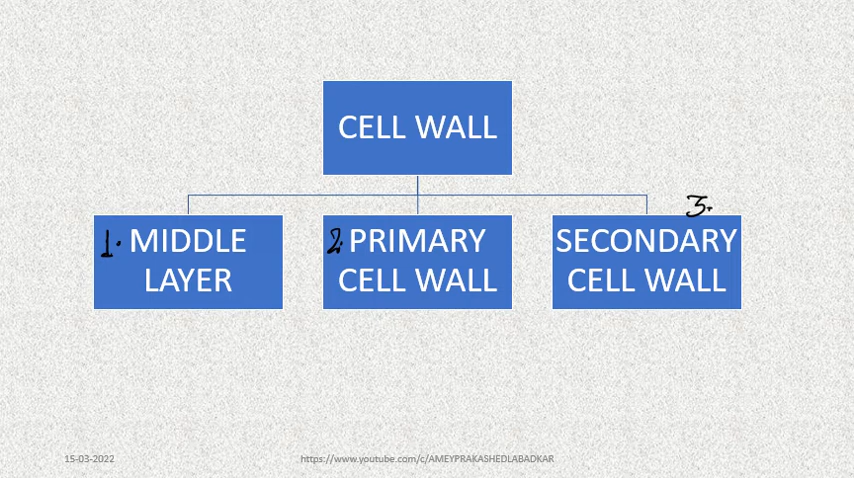 CELL WALL
1. MIDDLE
LAYER
2. PRIMARY
CELL WALL
3.
SECONDARY
CELL WALL
15-03-2022
https://www.youtube.com/c/AMEYPRAKASHEDLABADKAR